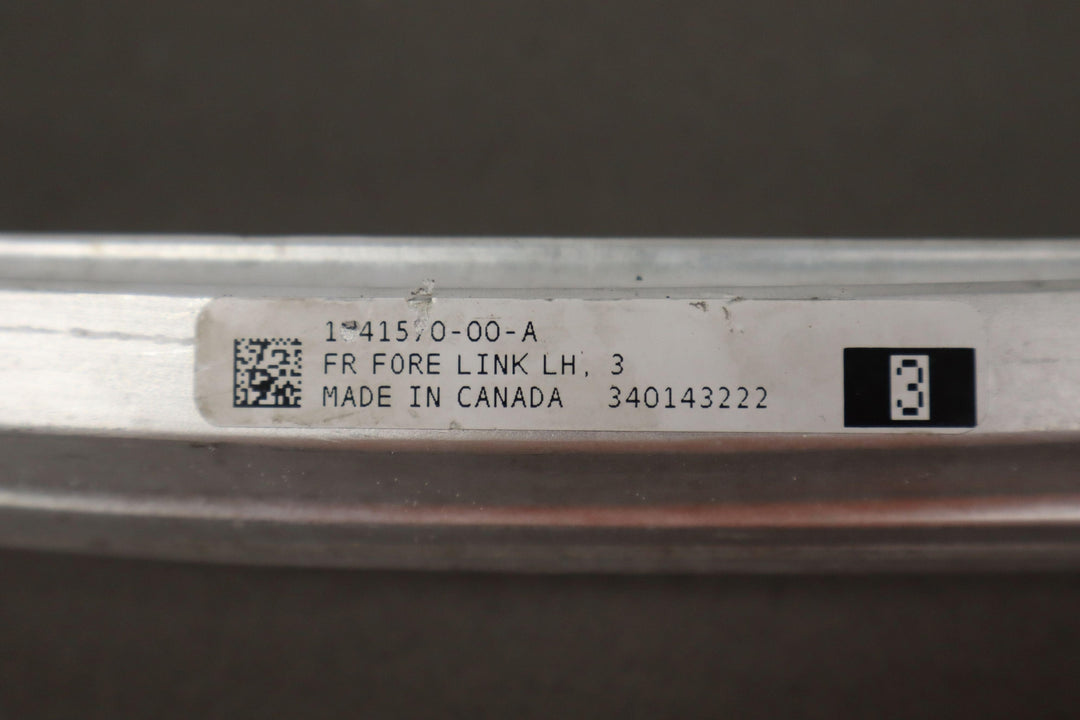 FR FORE LINK LH, 3
MADE IN CANADA 340143222
3